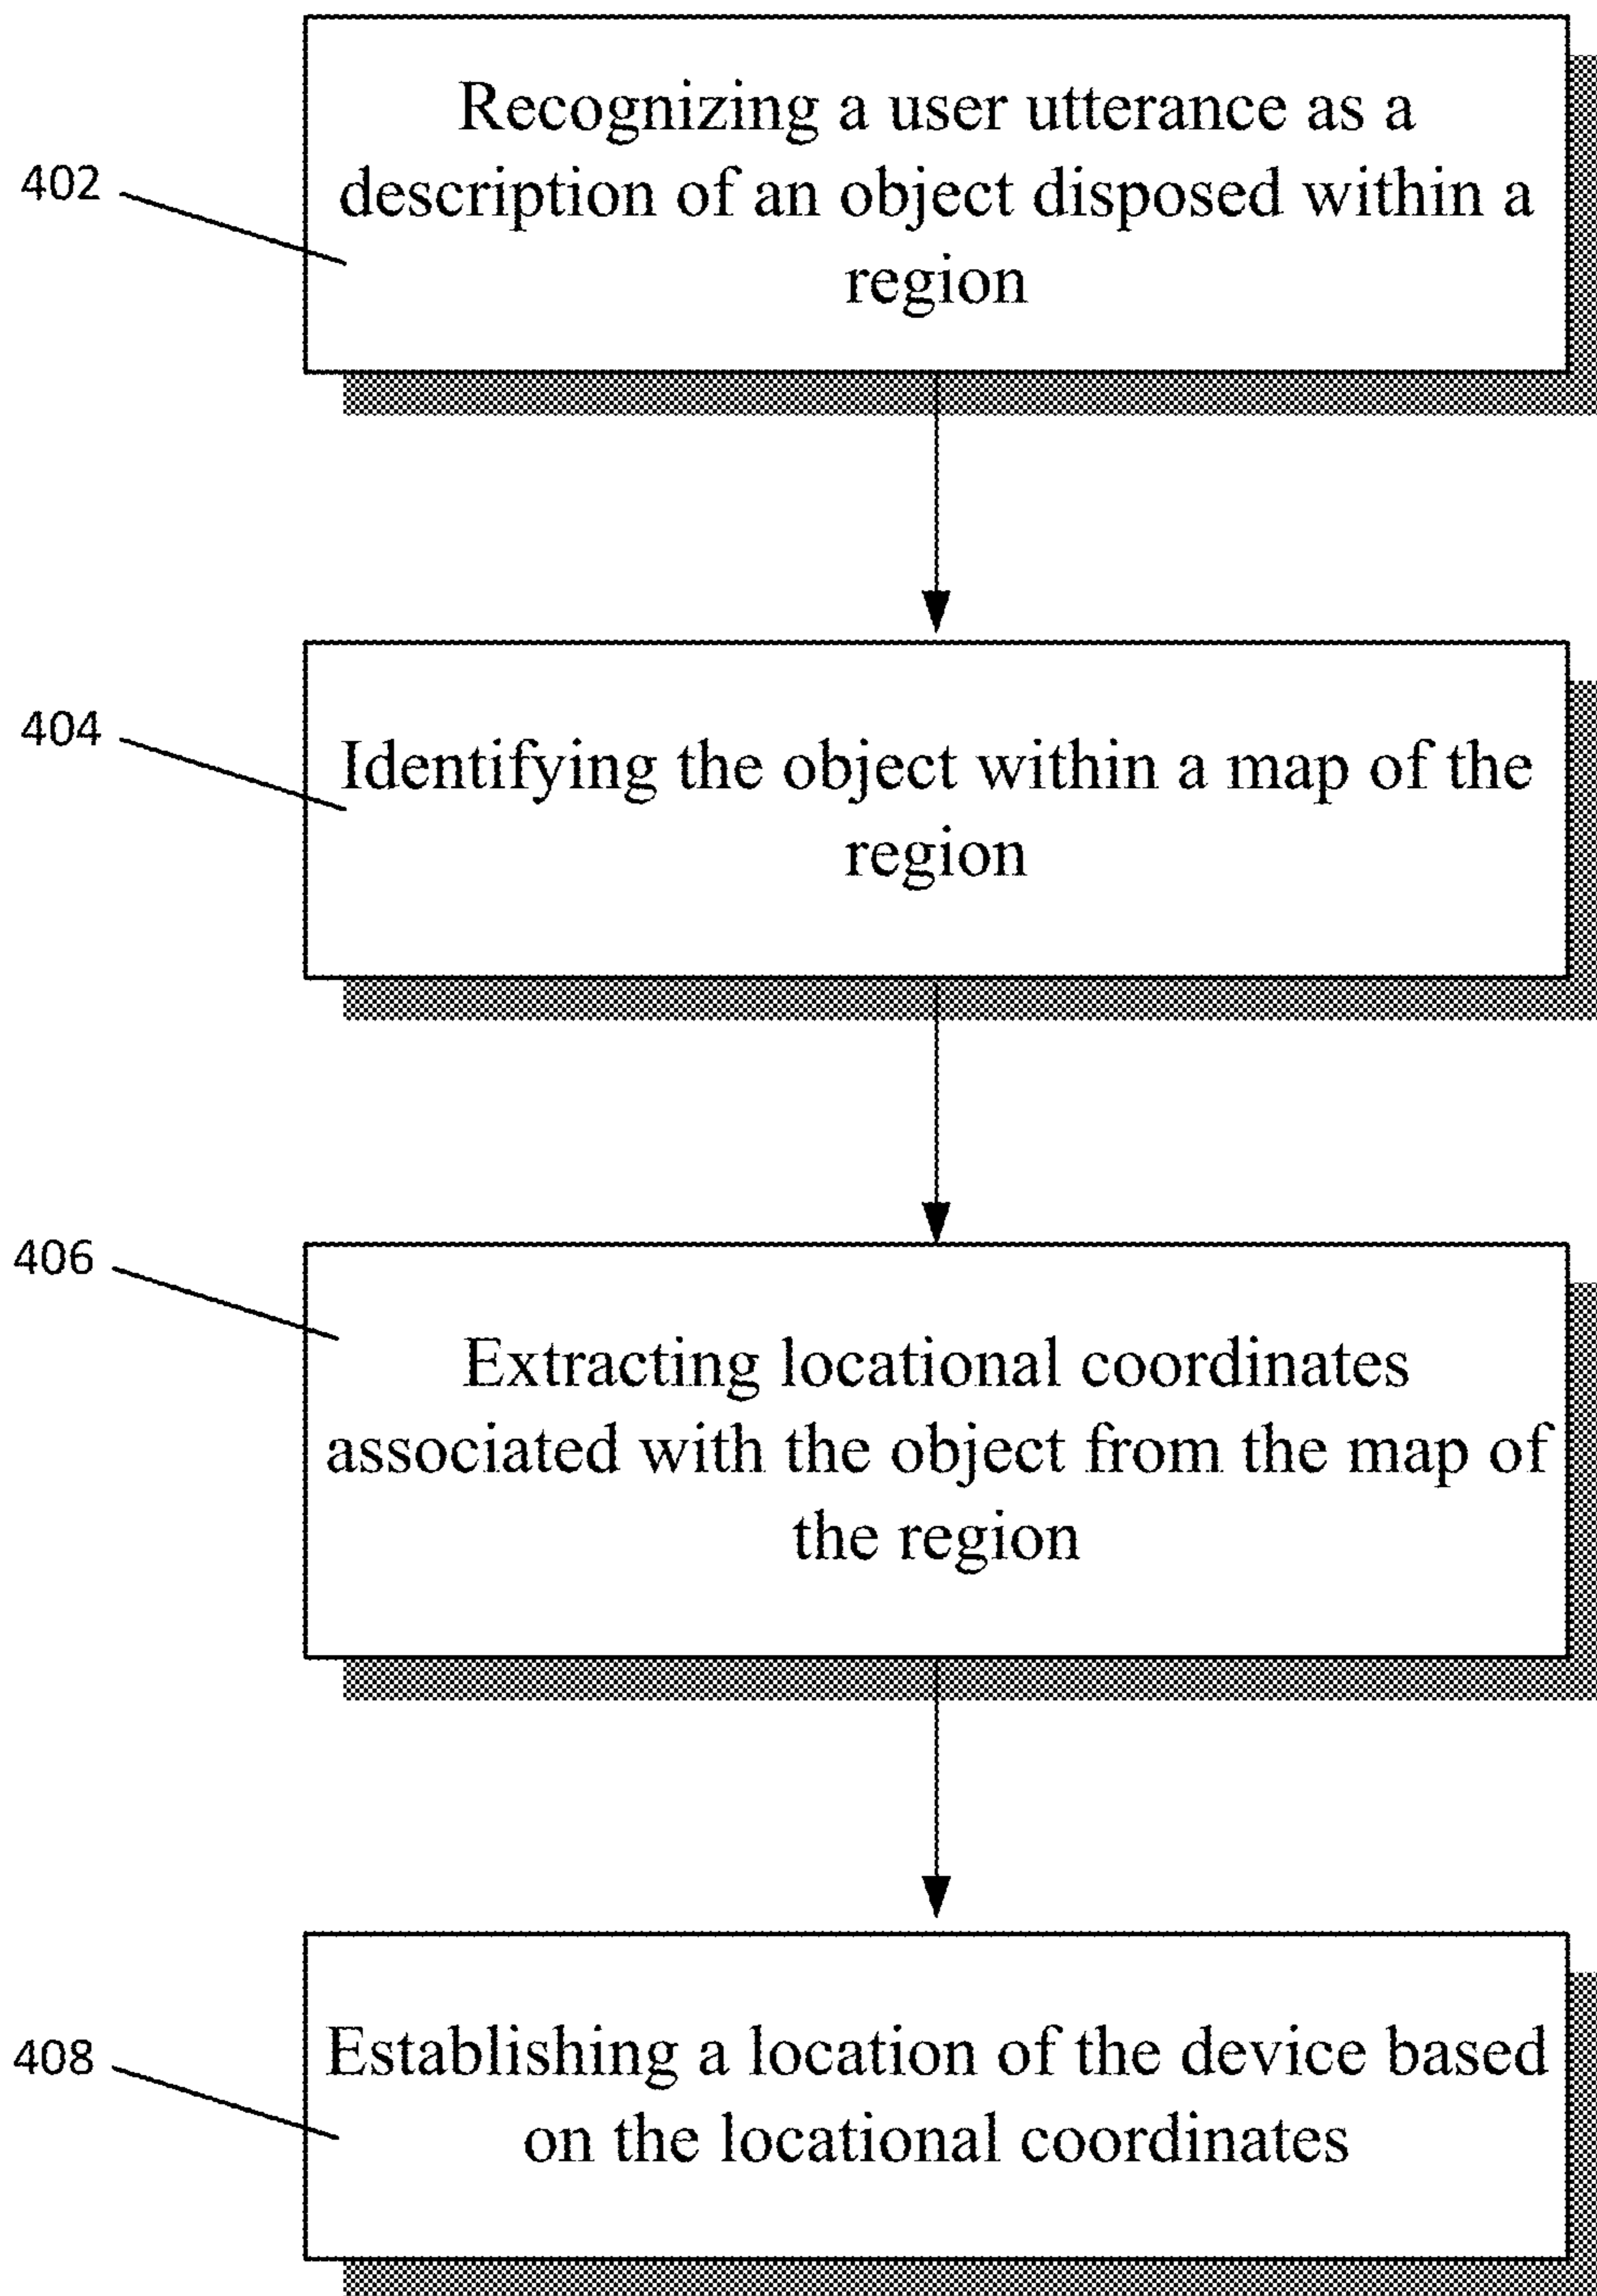 Recognizing a user utterance as a
402
description of an object disposed within a
region
404
Identifying the object within a map of the
region
406
Extracting locational coordinates
associated with the object from the map of
the region
408
Establishing a location of the device based
on the locational coordinates